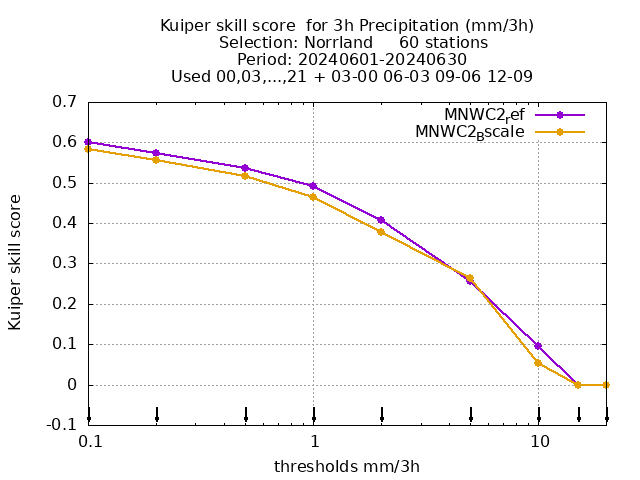 Kuiper skill score  for 3h Precipitation (mm/3h)
Selection: Norrland     60 stations
Period: 20240601-20240630
Used 00,03,...,21 + 03-00 06-03 09-06 12-09
MNWC2ref
MNWC2Bscale
0.7
0.6
0.5
0.4
0.3
0.2
0.1
0
-0.1
Kuiper skill score
0.1 1 10
thresholds mm/3h